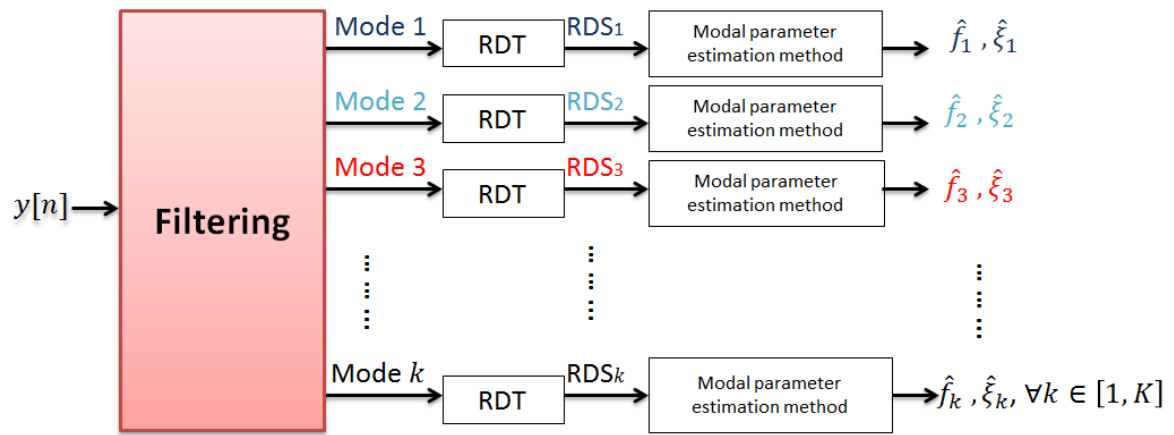 Mode 1
RDS₁
RDT
Modal parameter
estimation method
f̂₁ , ξ̂₁
Mode 2
RDS₂
RDT
Modal parameter
estimation method
f̂₂ , ξ̂₂
Mode 3
RDS₃
RDT
Modal parameter
estimation method
f̂₃ , ξ̂₃
y[n]
Filtering
Mode k
RDSₖ
RDT
Modal parameter
estimation method
f̂ₖ , ξ̂ₖ, ∀k ∈ [1, K]